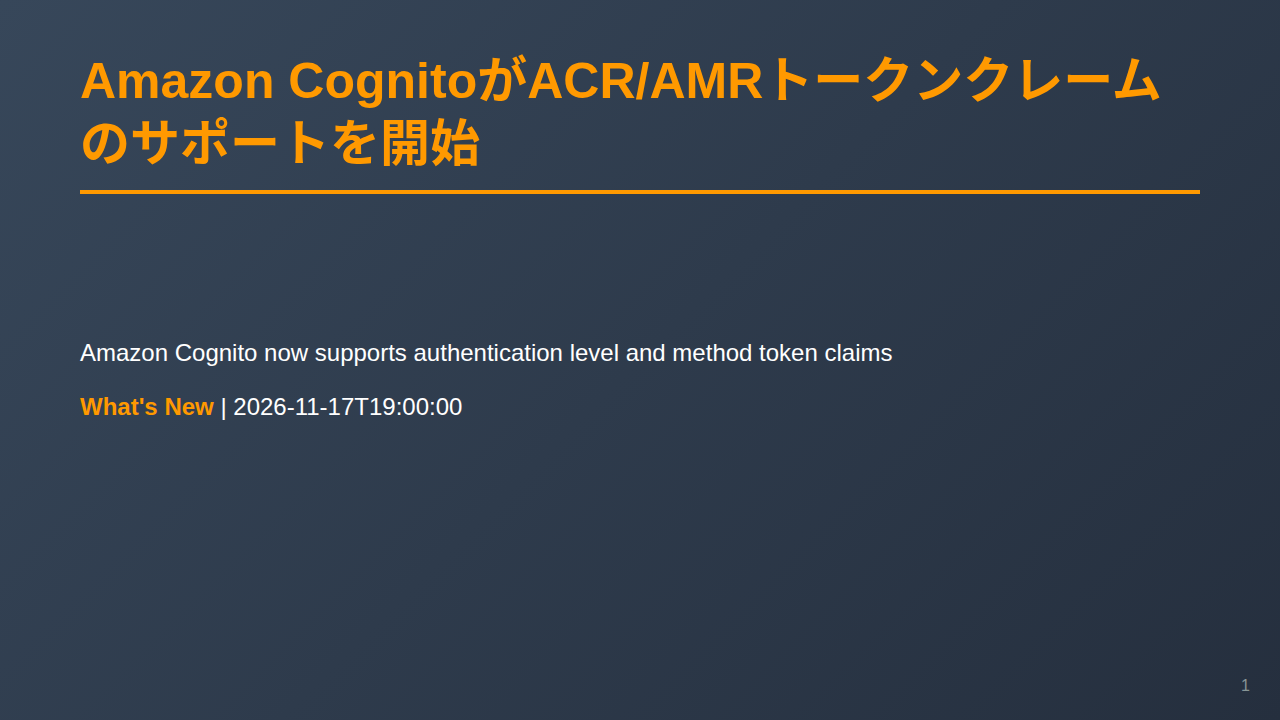 Amazon CognitoがACR/AMRトークンクレーム
のサポートを開始
Amazon Cognito now supports authentication level and method token claims
What's New | 2026-11-17T19:00:00
1